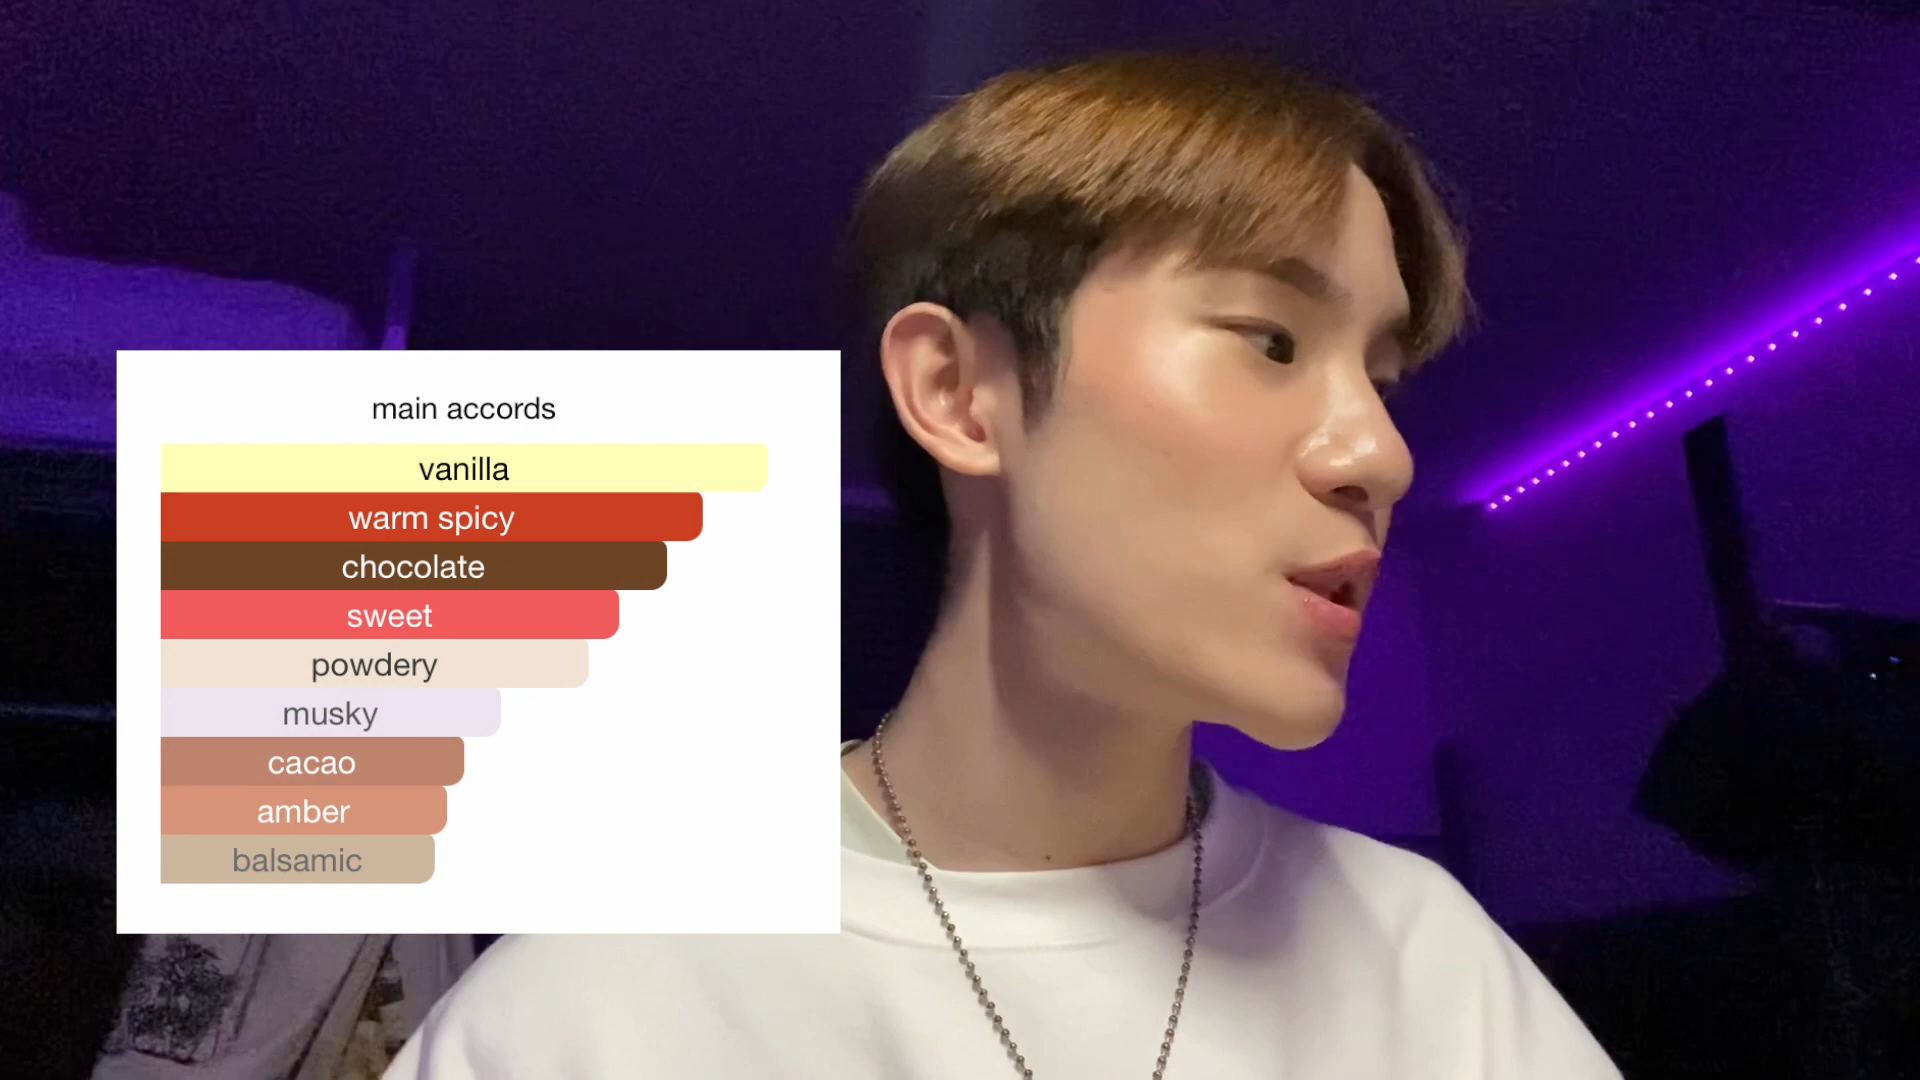 main accords
vanilla
warm spicy
chocolate
sweet
powdery
musky
cacao
amber
balsamic